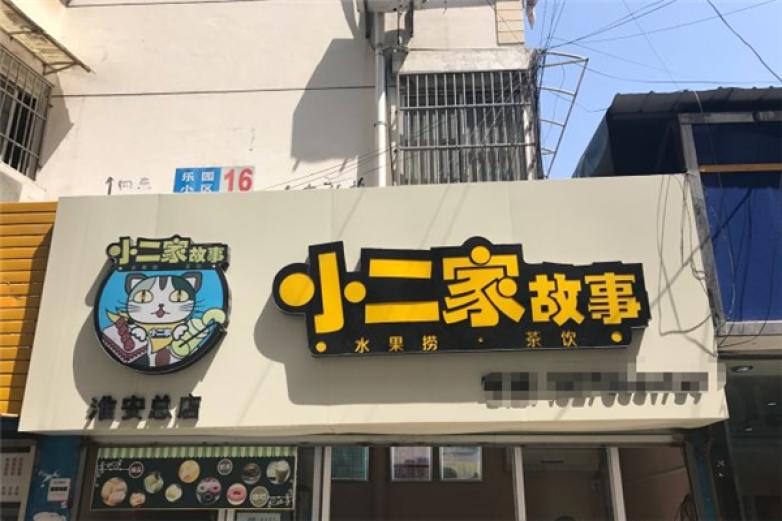 乐园
小区
16
小二家故事
小二家故事
水果捞·茶饮
淮安总店